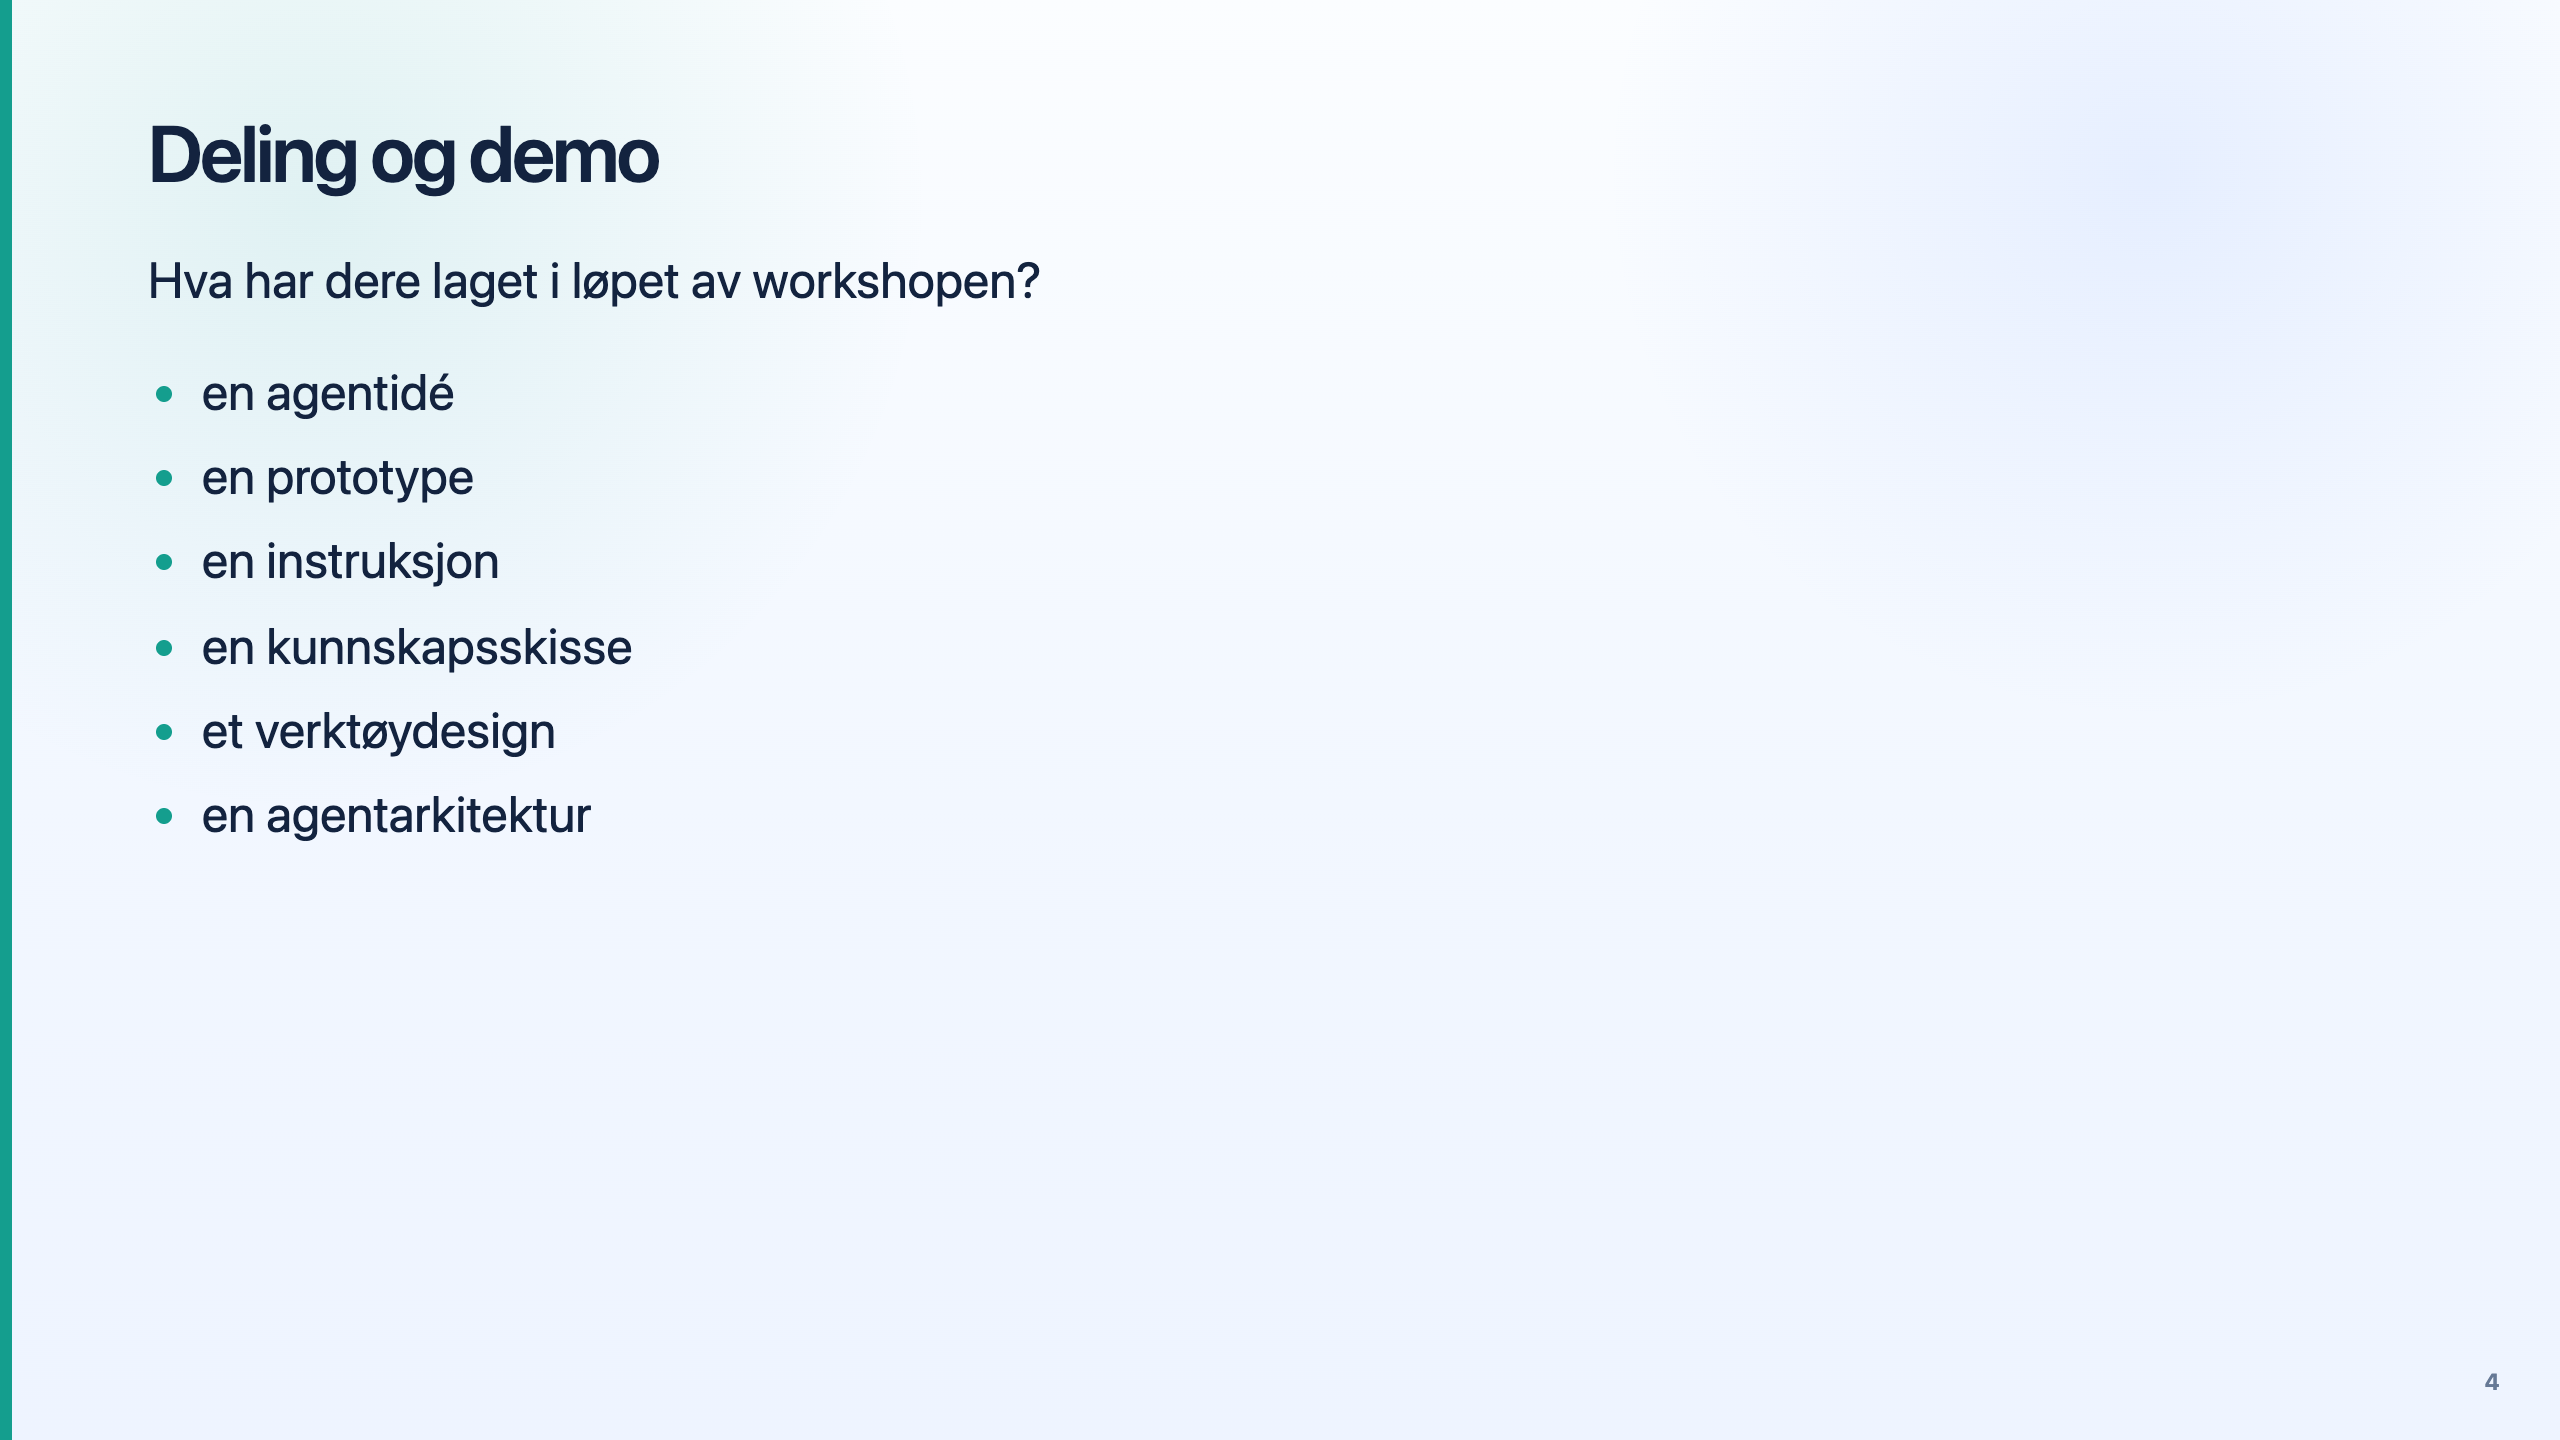 Deling og demo
Hva har dere laget i løpet av workshopen?
• en agentidé
• en prototype
• en instruksjon
• en kunnskapsskisse
• et verktøydesign
• en agentarkitektur
4